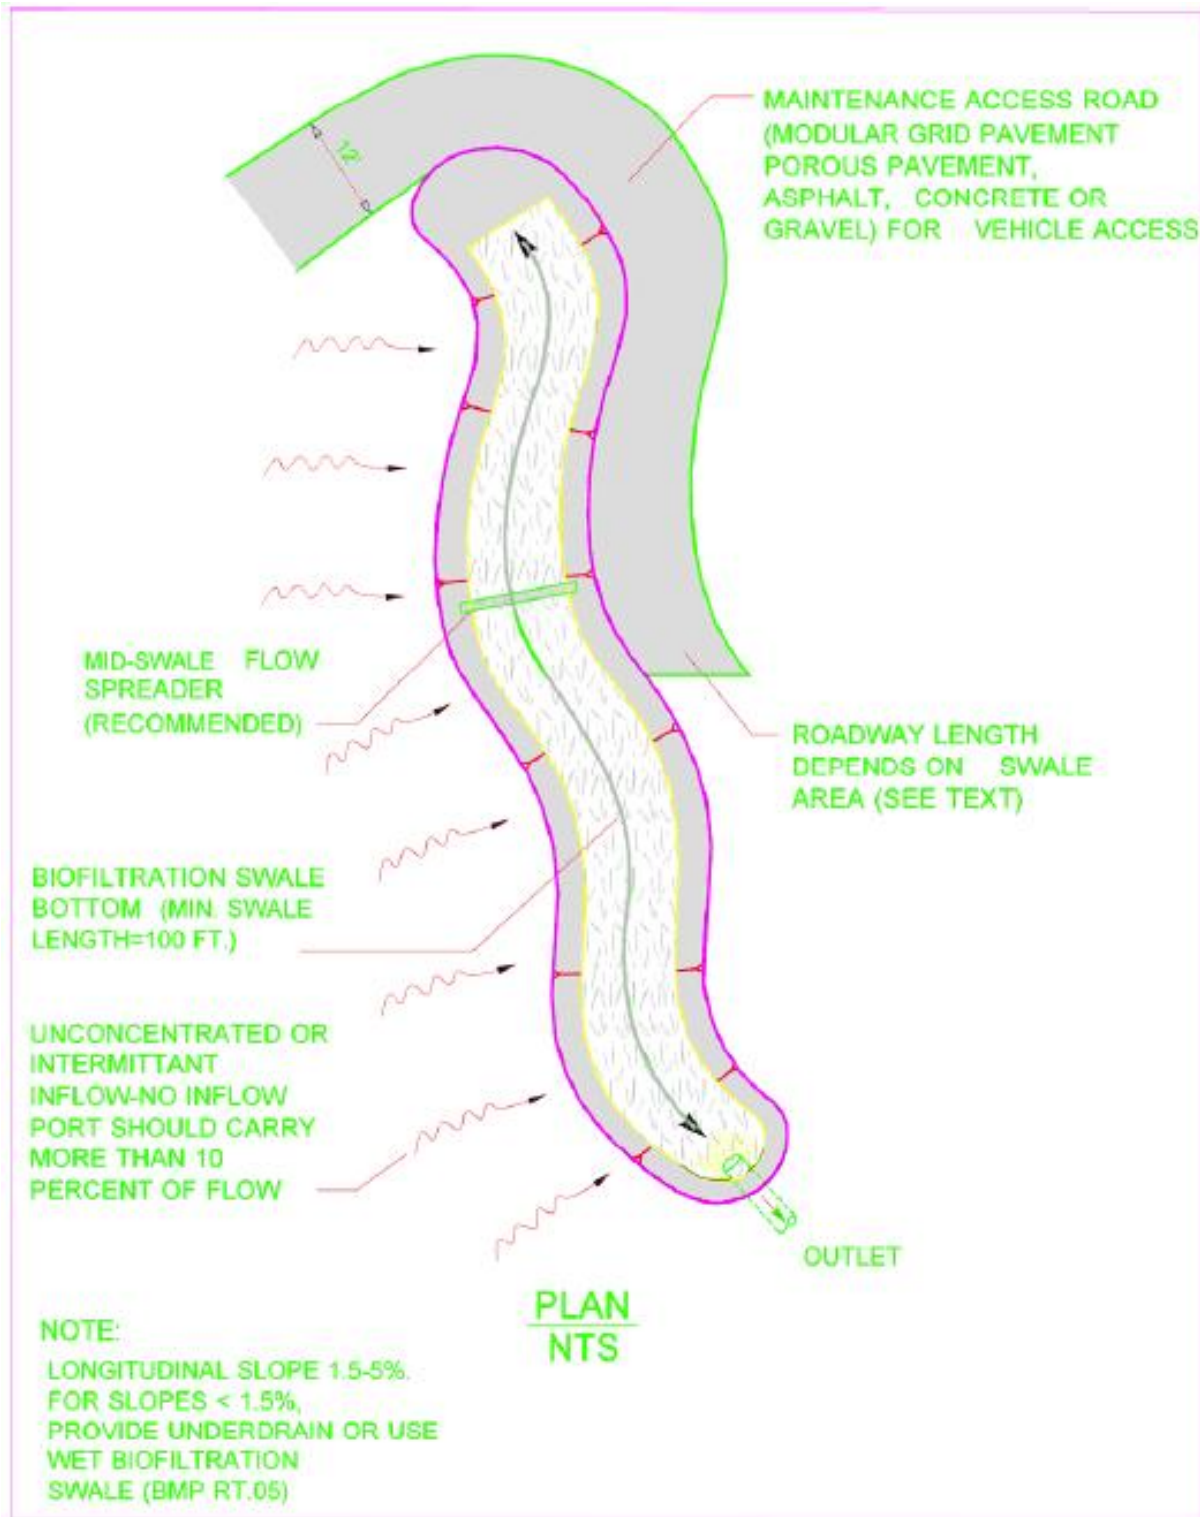 12'
MAINTENANCE ACCESS ROAD
(MODULAR GRID PAVEMENT
POROUS PAVEMENT,
ASPHALT, CONCRETE OR
GRAVEL) FOR VEHICLE ACCESS
MID-SWALE FLOW
SPREADER
(RECOMMENDED)
ROADWAY LENGTH
DEPENDS ON SWALE
AREA (SEE TEXT)
BIOFILTRATION SWALE
BOTTOM (MIN. SWALE
LENGTH=100 FT.)
UNCONCENTRATED OR
INTERMITTANT
INFLOW-NO INFLOW
PORT SHOULD CARRY
MORE THAN 10
PERCENT OF FLOW
OUTLET
PLAN
NTS
NOTE:
LONGITUDINAL SLOPE 1.5-5%.
FOR SLOPES < 1.5%,
PROVIDE UNDERDRAIN OR USE
WET BIOFILTRATION
SWALE (BMP RT.05)